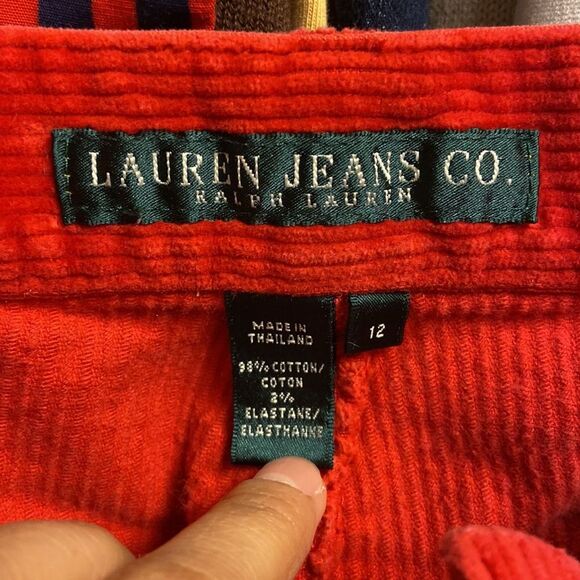 LAUREN JEANS CO.
RALPH LAUREN
MADE IN
THAILAND
98% COTTON/
COTON
2%
ELASTANE/
ELASTHANNE
12